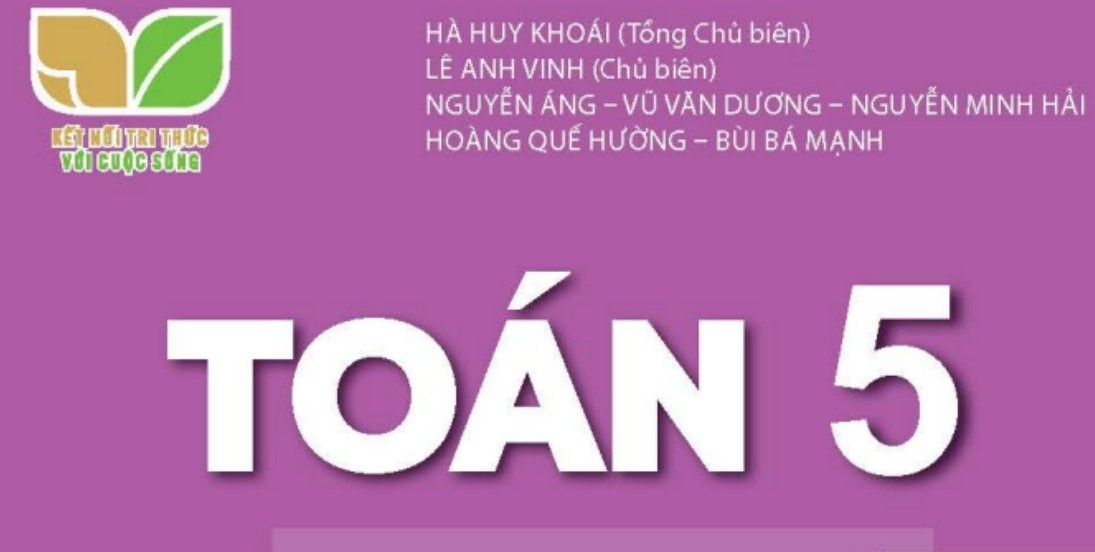 KẾT NỐI TRI THỨC
VỚI CUỘC SỐNG
HÀ HUY KHOÁI (Tổng Chủ biên)
LÊ ANH VINH (Chủ biên)
NGUYỄN ÁNG – VŨ VĂN DƯƠNG – NGUYỄN MINH HẢI
HOÀNG QUẾ HƯỜNG – BÙI BÁ MẠNH
TOÁN 5